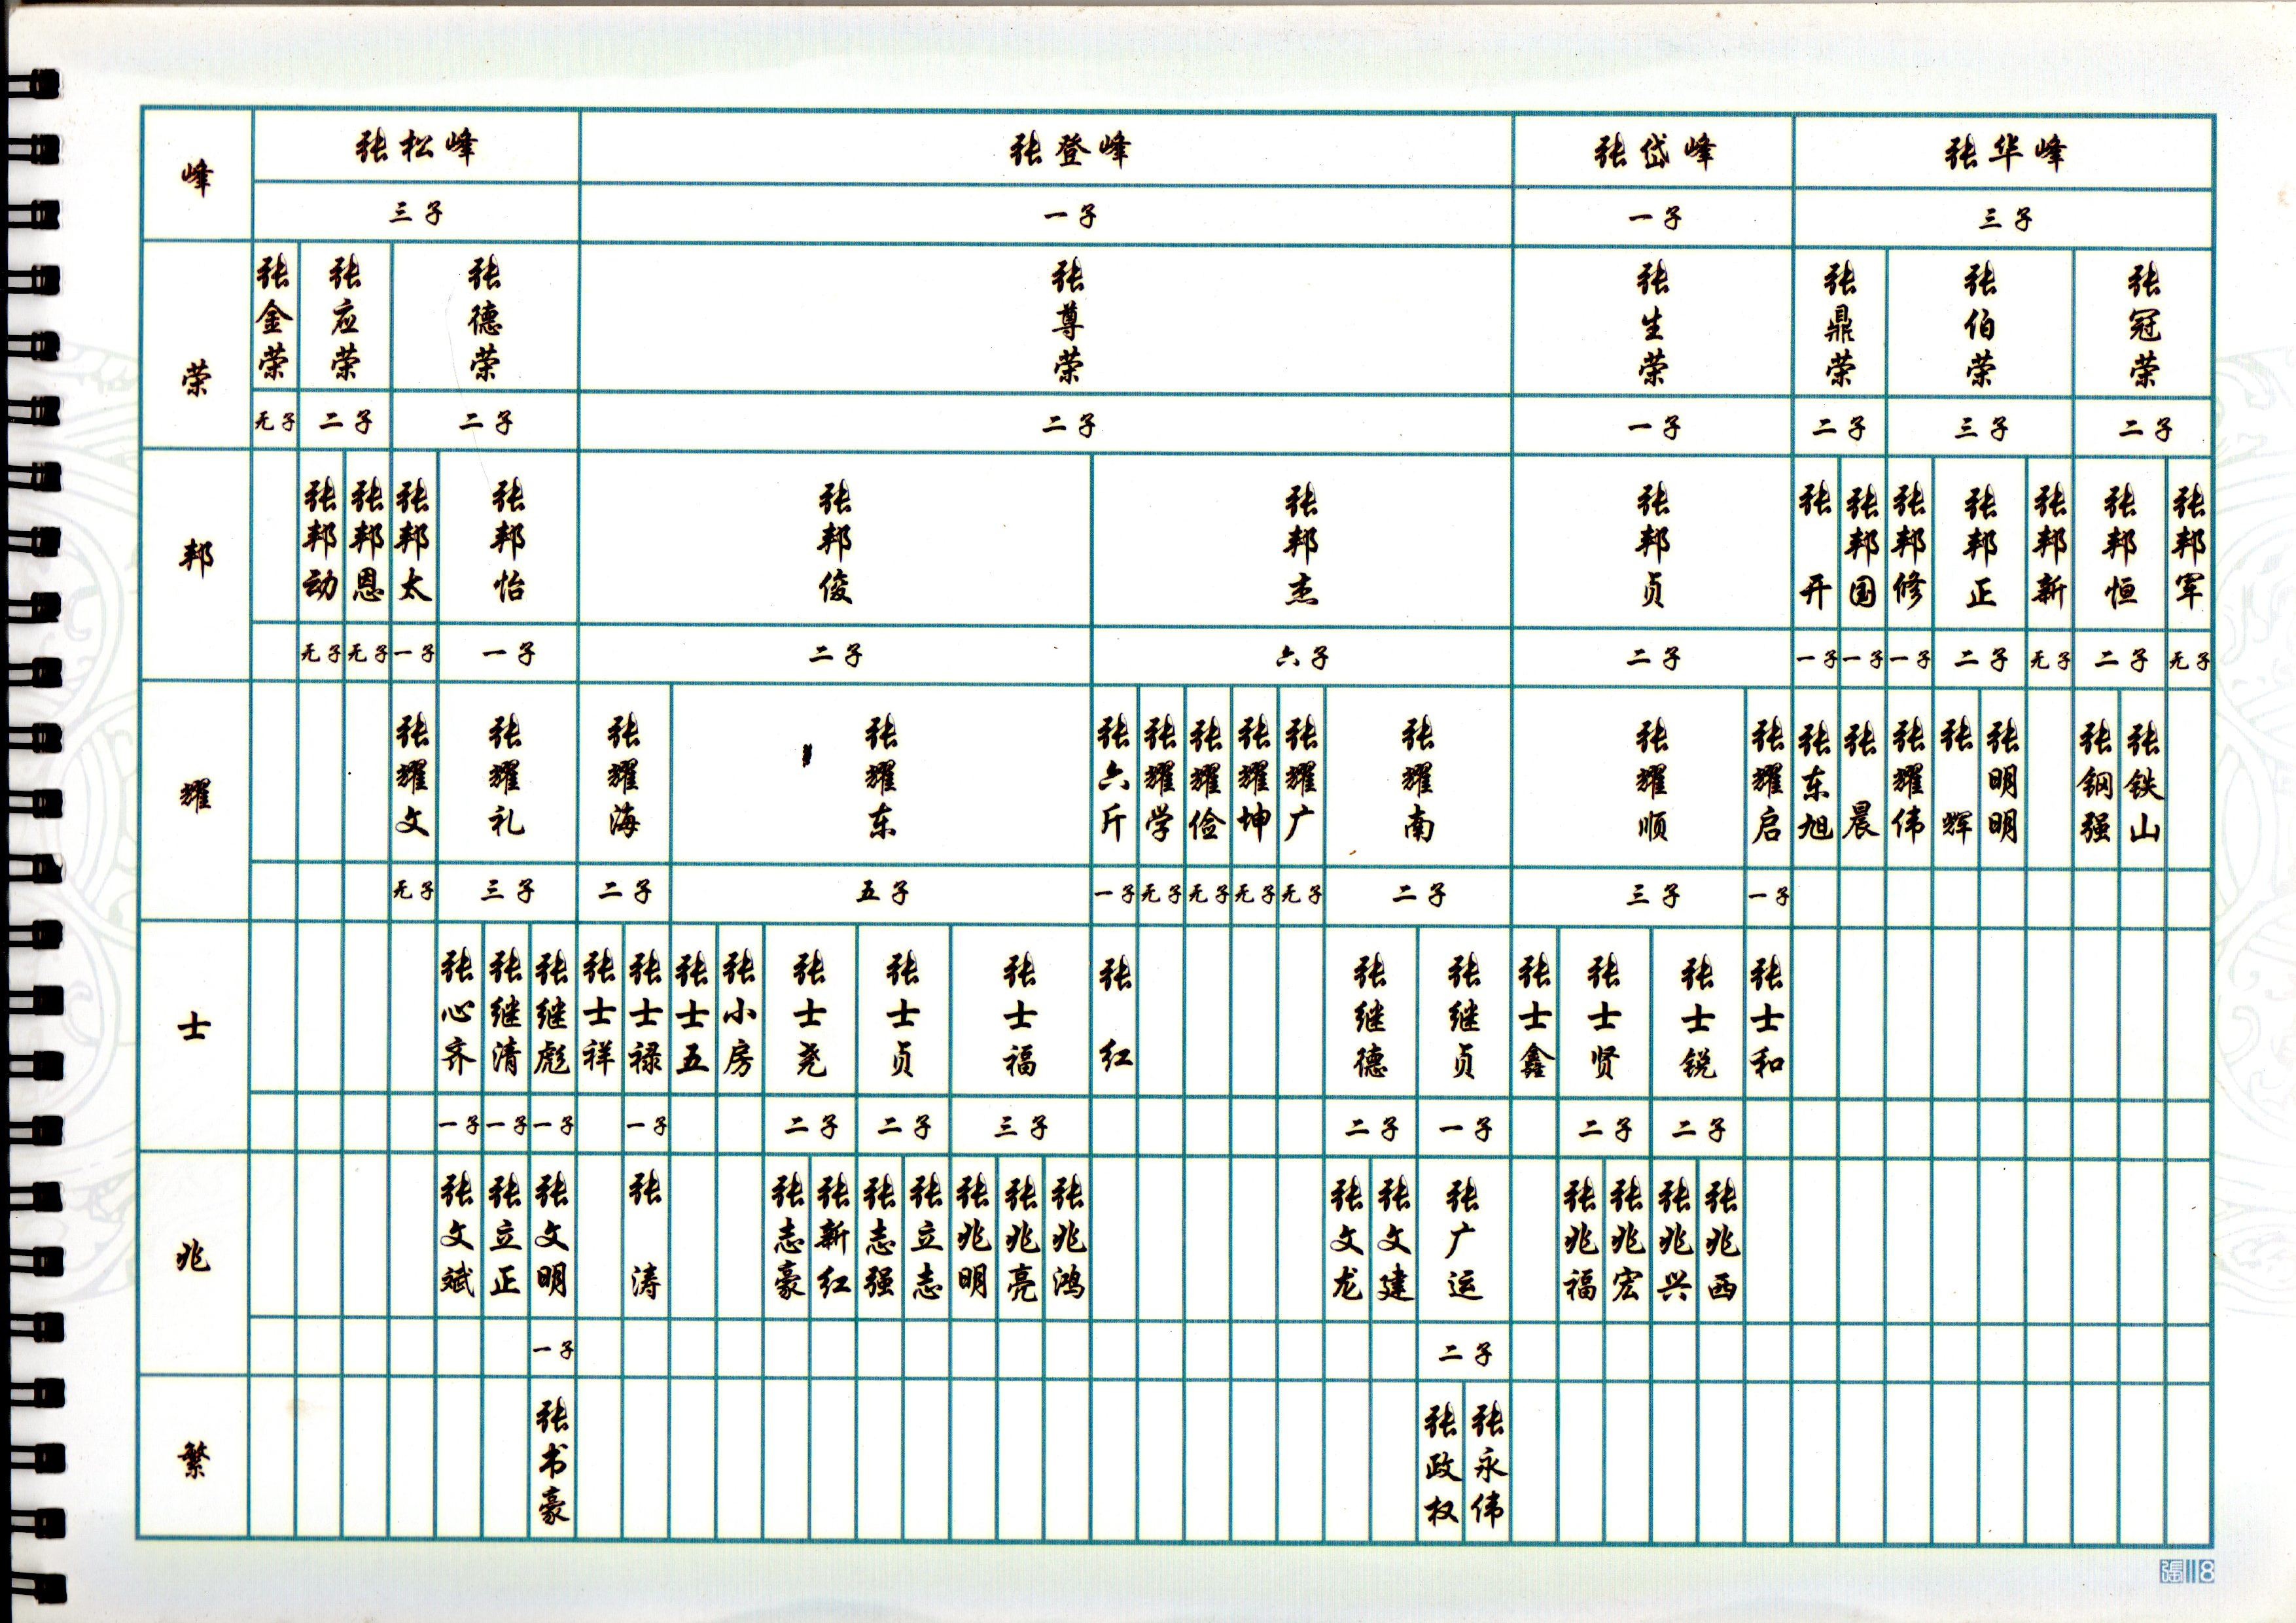 峰 张松峰 张登峰 张岱峰 张华峰
三子 一子 一子 三子
荣 张金荣 张应荣 张德荣 张尊荣 张生荣 张鼎荣 张伯荣 张冠荣
无子 二子 二子 二子 一子 二子 三子 二子
邦 张邦动 张邦恩 张邦太 张邦怡 张邦俊 张邦杰 张邦贞 张开 张邦国 张邦修 张邦正 张邦新 张邦恒 张邦军
无子 无子 一子 一子 二子 六子 二子 一子 一子 一子 二子 无子 二子 无子
耀 张耀文 张耀礼 张耀海 张耀东 张六斤 张耀学 张耀俭 张耀坤 张耀广 张耀南 张耀顺 张耀启 张东旭 张晨 张耀伟 张辉 张明明 张钢强 张铁山
无子 三子 二子 五子 一子 无子 无子 无子 无子 二子 三子 一子
士 张心齐 张继清 张继彪 张士祥 张士禄 张士五 张小房 张士尧 张士贞 张士福 张红 张继德 张继贞 张士鑫 张士贤 张士锐 张士和
一子 一子 一子 一子 二子 二子 三子 二子 一子 二子 二子
兆 张文斌 张立正 张文明 张涛 张志豪 张新红 张志强 张立志 张兆明 张兆亮 张兆鸿 张文龙 张文建 张广运 张兆福 张兆宏 张兆兴 张兆西
一子 二子
繁 张书豪 张政权 张永伟
張 118